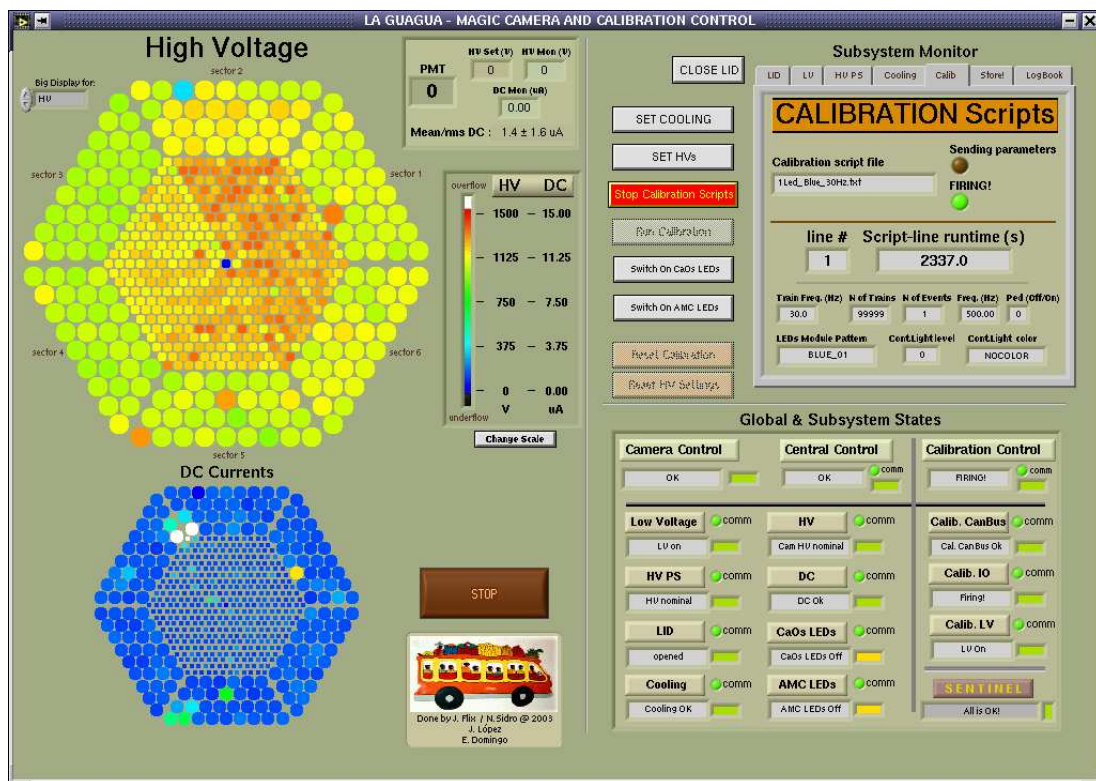 LA GUAGUA - MAGIC CAMERA AND CALIBRATION CONTROL
High Voltage
sector 2
Big Display for:
HV
sector 3
sector 1
sector 4
sector 6
sector 5
HV Set (V) HV Mon (V)
PMT
0 0
0
DC Mon (uA)
0.00
Mean/rms DC : 1.4 ± 1.6 uA
overflow HV DC
1500 15.00
1125 11.25
750 7.50
375 3.75
0 0.00
underflow V uA
Change Scale
DC Currents
STOP
Done by J. Flix / N. Sidro @ 2003
J. López
E. Domingo
CLOSE LID
SET COOLING
SET HVs
Stop Calibration Scripts
Run Calibration
Switch On CaOs LEDs
Switch On AMC LEDs
Reset Calibration
Reset HV Settings
Subsystem Monitor
LID LV HV PS Cooling Calib Store! LogBook
CALIBRATION Scripts
Sending parameters
Calibration script file
1Led_Blue_30Hz.txt
FIRING!
line # Script-line runtime (s)
1 2337.0
Train Freq. (Hz) N of Trains N of Events Freq. (Hz) Ped (Off/On)
30.0 99999 1 500.00 0
LEDs Module Pattern Cont.Light level Cont.Light color
BLUE_01 0 NOCOLOR
Global & Subsystem States
Camera Control Central Control Calibration Control
comm comm
OK OK FIRING!
Low Voltage comm HV comm Calib. CanBus comm
LV on Cam HV nominal Cal. CanBus Ok
HV PS comm DC comm Calib. IO comm
HV nominal DC Ok Firing!
LID comm CaOs LEDs comm Calib. LV comm
opened CaOs LEDs Off LV On
Cooling comm AMC LEDs comm SENTINEL
Cooling OK AMC LEDs Off All is OK!